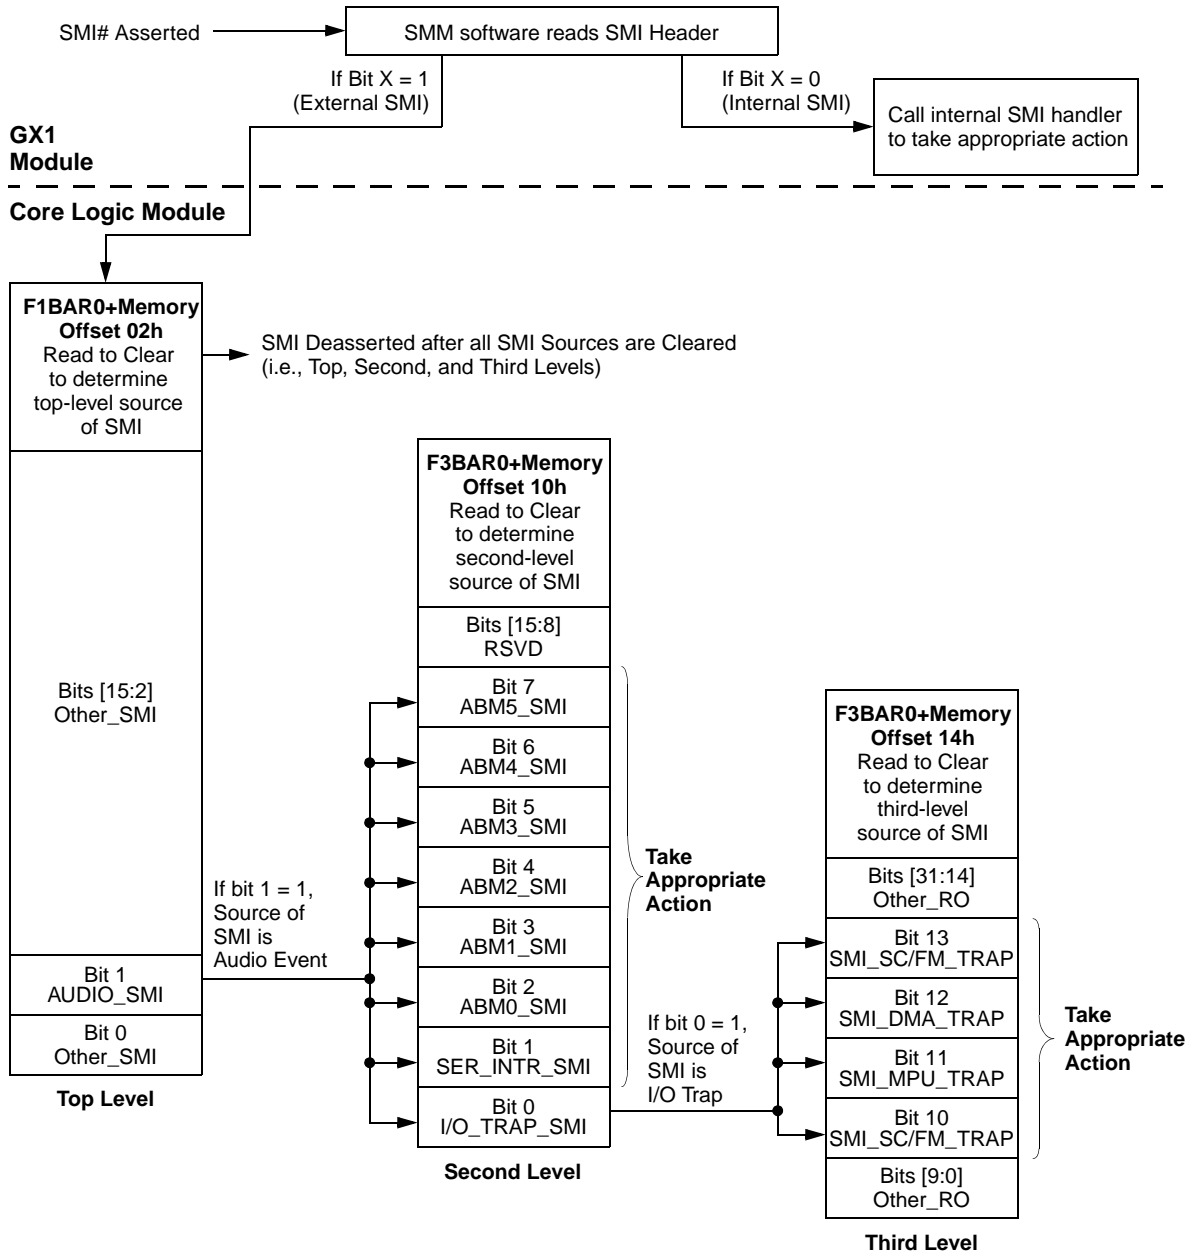 SMI# Asserted
SMM software reads SMI Header
If Bit X = 1
(External SMI)
If Bit X = 0
(Internal SMI)
Call internal SMI handler
to take appropriate action
GX1
Module
Core Logic Module
F1BAR0+Memory
Offset 02h
Read to Clear
to determine
top-level source
of SMI
SMI Deasserted after all SMI Sources are Cleared
(i.e., Top, Second, and Third Levels)
Bits [15:2]
Other_SMI
Bit 1
AUDIO_SMI
Bit 0
Other_SMI
Top Level
If bit 1 = 1,
Source of
SMI is
Audio Event
F3BAR0+Memory
Offset 10h
Read to Clear
to determine
second-level
source of SMI
Bits [15:8]
RSVD
Bit 7
ABM5_SMI
Bit 6
ABM4_SMI
Bit 5
ABM3_SMI
Bit 4
ABM2_SMI
Bit 3
ABM1_SMI
Bit 2
ABM0_SMI
Bit 1
SER_INTR_SMI
Bit 0
I/O_TRAP_SMI
Second Level
Take
Appropriate
Action
If bit 0 = 1,
Source of
SMI is
I/O Trap
F3BAR0+Memory
Offset 14h
Read to Clear
to determine
third-level
source of SMI
Bits [31:14]
Other_RO
Bit 13
SMI_SC/FM_TRAP
Bit 12
SMI_DMA_TRAP
Bit 11
SMI_MPU_TRAP
Bit 10
SMI_SC/FM_TRAP
Bits [9:0]
Other_RO
Third Level
Take
Appropriate
Action